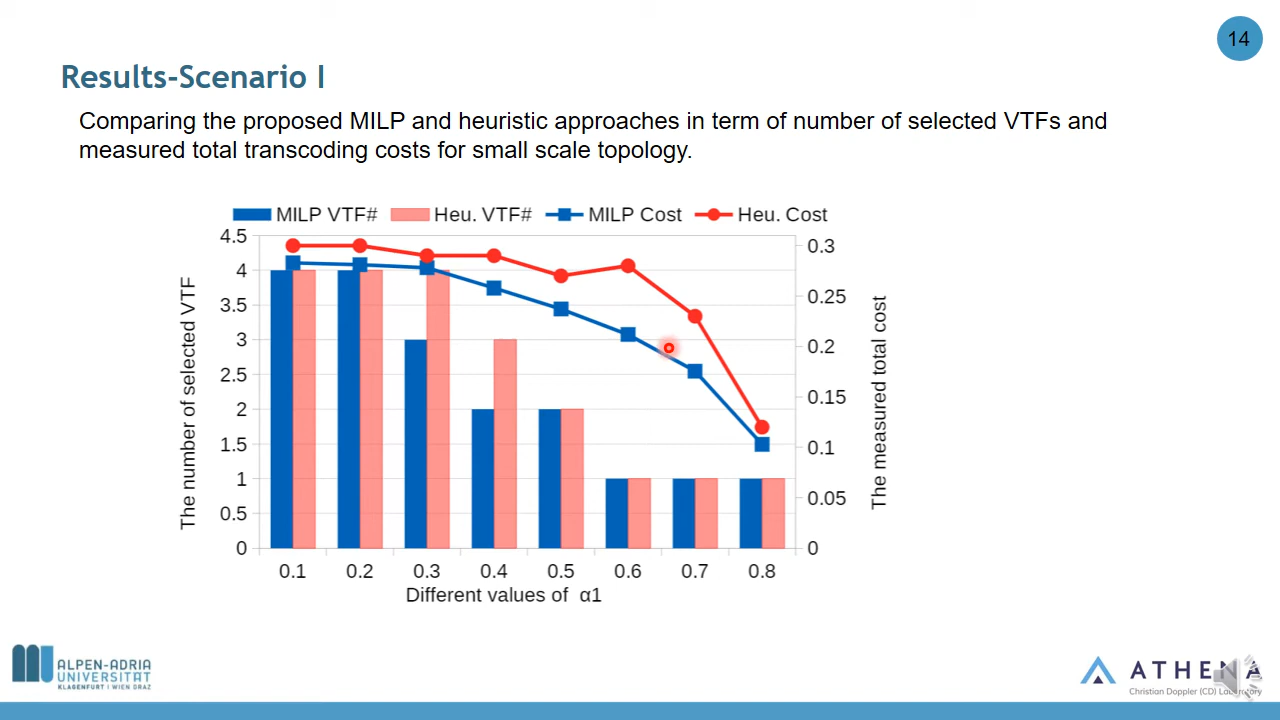 14
Results-Scenario I
Comparing the proposed MILP and heuristic approaches in term of number of selected VTFs and
measured total transcoding costs for small scale topology.
MILP VTF# Heu. VTF# MILP Cost Heu. Cost
4.5
4
3.5
3
2.5
2
1.5
1
0.5
0
The number of selected VTF
0.3
0.25
0.2
0.15
0.1
0.05
0
The measured total cost
0.1 0.2 0.3 0.4 0.5 0.6 0.7 0.8
Different values of α1
ALPEN-ADRIA
UNIVERSITÄT
KLAGENFURT I WIEN GRAZ
ATHENA
Christian Doppler (CD) Laboratory